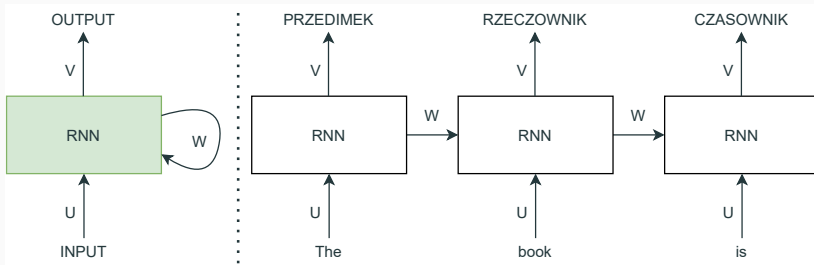 OUTPUT PRZEDIMEK RZECZOWNIK CZASOWNIK
V V V V
W W
RNN RNN RNN RNN
W
U U U U
INPUT The book is